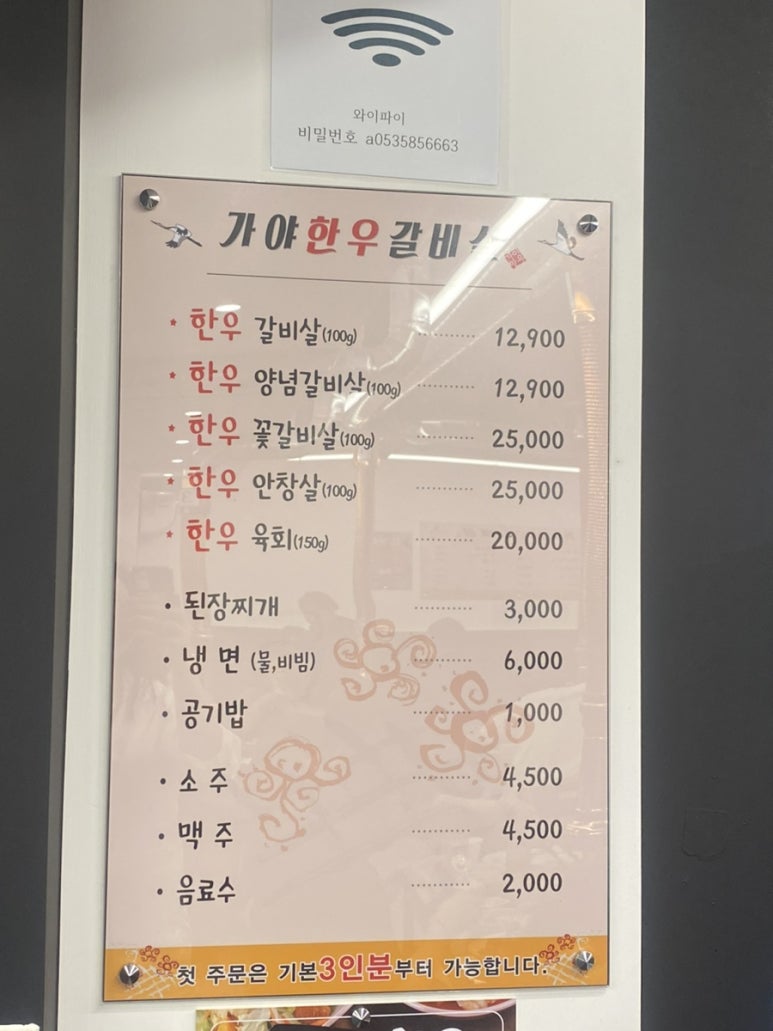 와이파이
비밀번호 a0535856663
가야한우갈비살
* 한우 갈비살(100g) ·········· 12,900
* 한우 양념갈비살(100g) ·········· 12,900
* 한우 꽃갈비살(100g) ·········· 25,000
* 한우 안창살(100g) ·········· 25,000
* 한우 육회(150g) ·········· 20,000
· 된장찌개 ·········· 3,000
· 냉 면 (물,비빔) ·········· 6,000
· 공기밥 ·········· 1,000
· 소 주 ·········· 4,500
· 맥 주 ·········· 4,500
· 음료수 ·········· 2,000
첫 주문은 기본3인분부터 가능합니다.